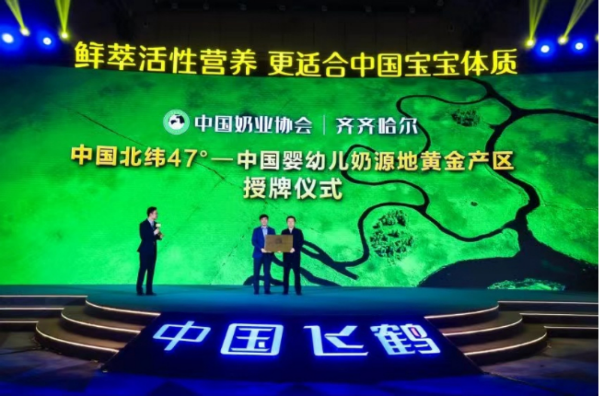 鲜萃活性营养 更适合中国宝宝体质
中国奶业协会 | 齐齐哈尔
中国北纬47°—中国婴幼儿奶源地黄金产区
授牌仪式
中国飞鹤